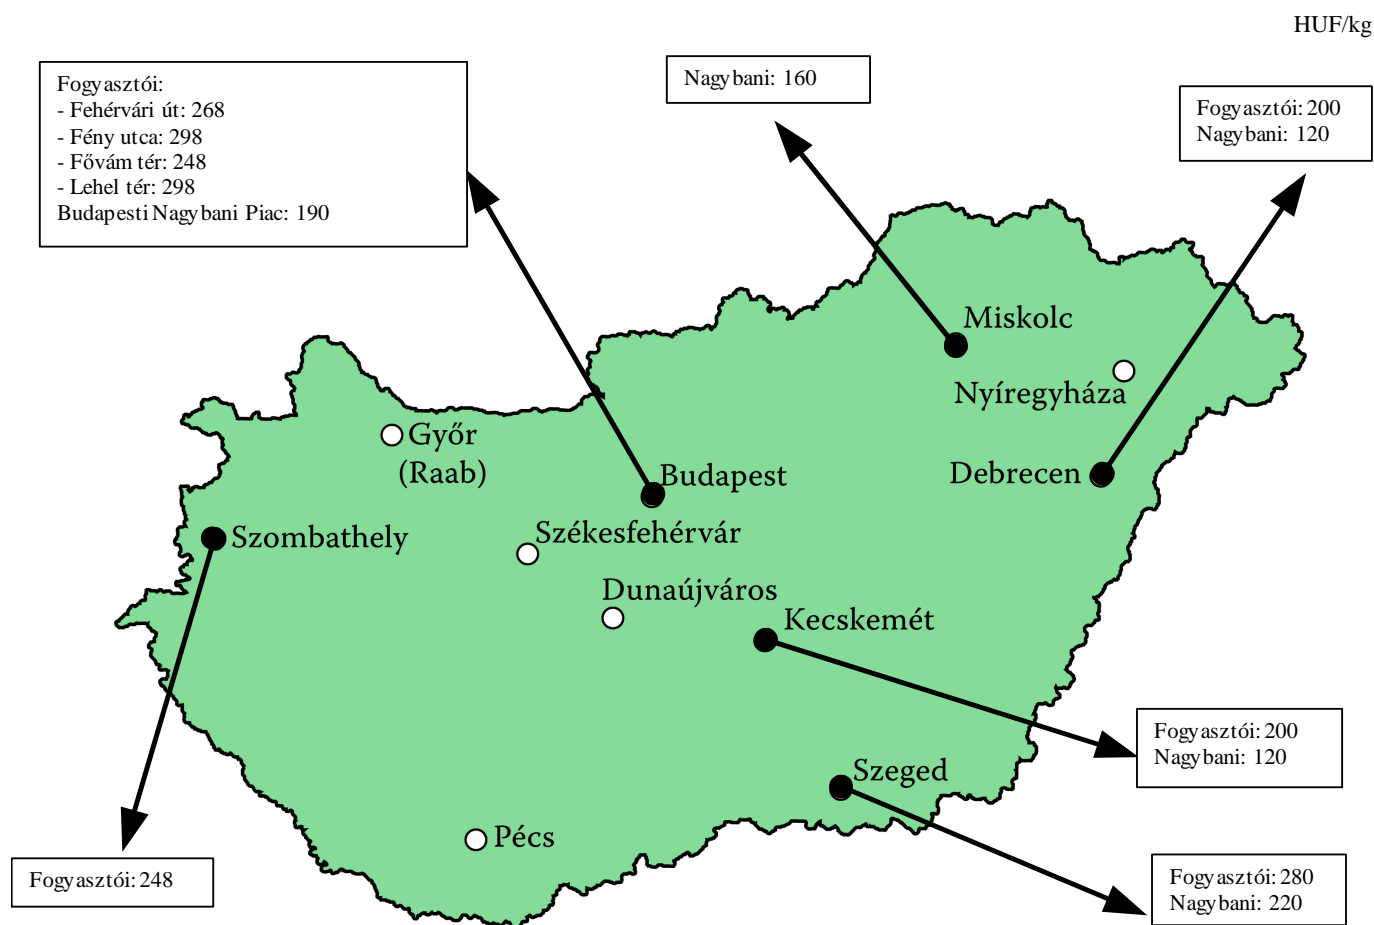 HUF/kg
Fogyasztói:
- Fehérvári út: 268
- Fény utca: 298
- Fővám tér: 248
- Lehel tér: 298
Budapesti Nagybani Piac: 190
Nagybani: 160
Fogyasztói: 200
Nagybani: 120
Miskolc
Nyíregyháza
Győr
(Raab)
Budapest
Debrecen
Szombathely
Székesfehérvár
Dunaújváros
Kecskemét
Fogyasztói: 200
Nagybani: 120
Szeged
Pécs
Fogyasztói: 248
Fogyasztói: 280
Nagybani: 220